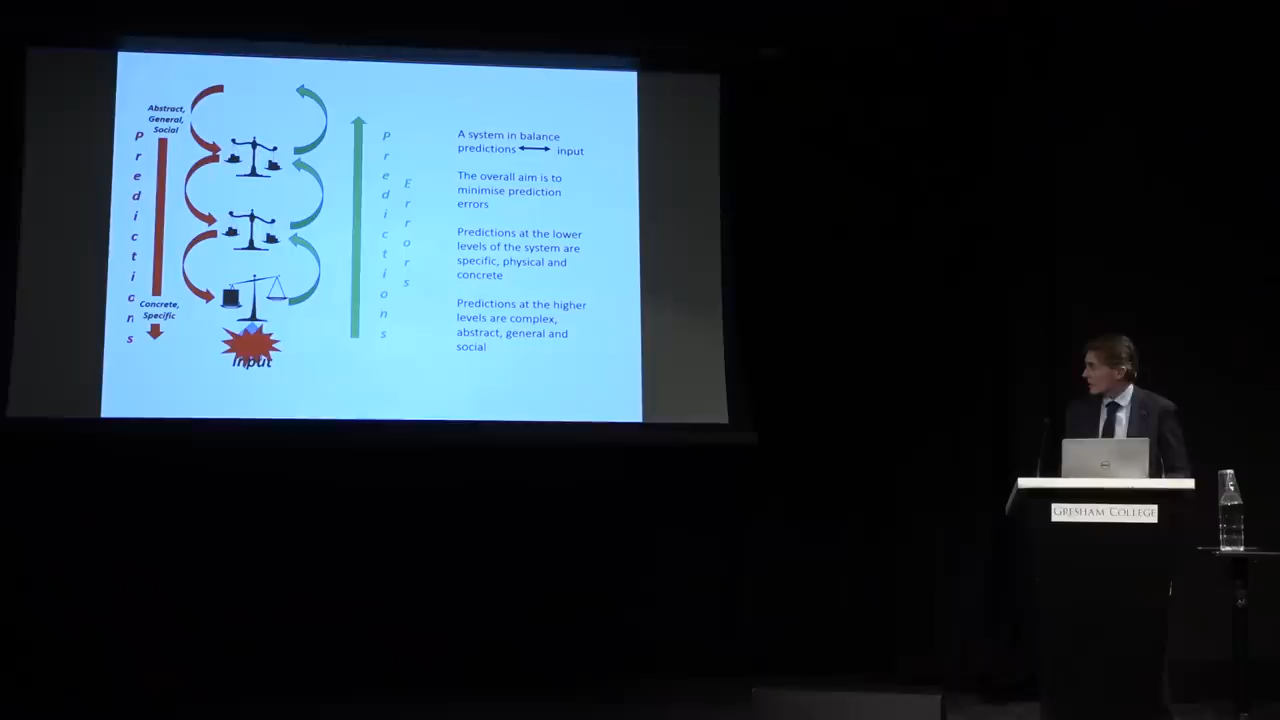 Abstract,
General,
Social
Predictions
Concrete,
Specific
Input
Predictions
Errors
A system in balance
predictions input
The overall aim is to
minimise prediction
errors
Predictions at the lower
levels of the system are
specific, physical and
concrete
Predictions at the higher
levels are complex,
abstract, general and
social
GRESHAM COLLEGE